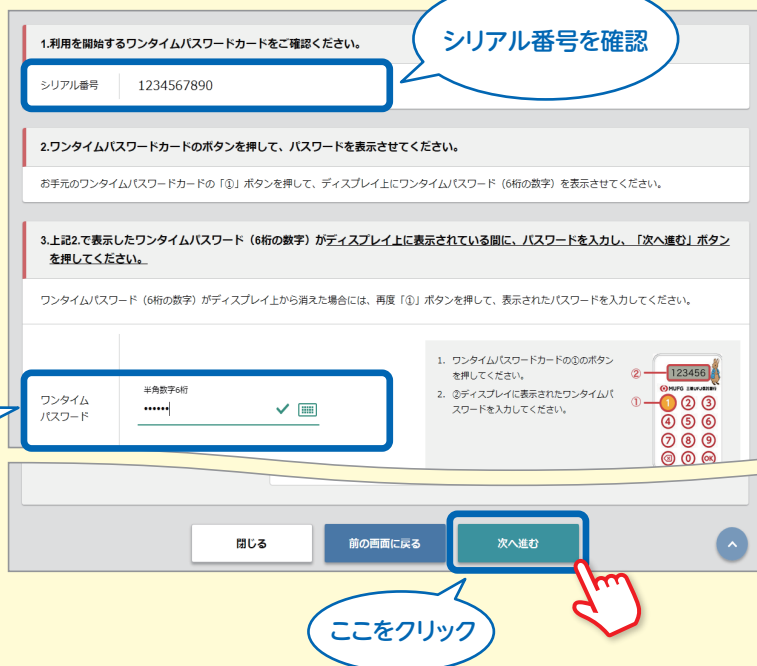 シリアル番号を確認
1.利用を開始するワンタイムパスワードカードをご確認ください。
シリアル番号 1234567890
2.ワンタイムパスワードカードのボタンを押して、パスワードを表示させてください。
お手元のワンタイムパスワードカードの「①」ボタンを押して、ディスプレイ上にワンタイムパスワード（6桁の数字）を表示させてください。
3.上記2.で表示したワンタイムパスワード（6桁の数字）がディスプレイ上に表示されている間に、パスワードを入力し、「次へ進む」ボタン
を押してください。
ワンタイムパスワード（6桁の数字）がディスプレイ上から消えた場合には、再度「①」ボタンを押して、表示されたパスワードを入力してください。
ワンタイム
パスワード
半角数字6桁
••••••
1. ワンタイムパスワードカードの①のボタン
を押してください。
2. ②ディスプレイに表示されたワンタイムパ
スワードを入力してください。
② 123456
MUFG 三菱UFJ銀行
① 1 2 3
4 5 6
7 8 9
0 OK
閉じる
前の画面に戻る
次へ進む
ここをクリック